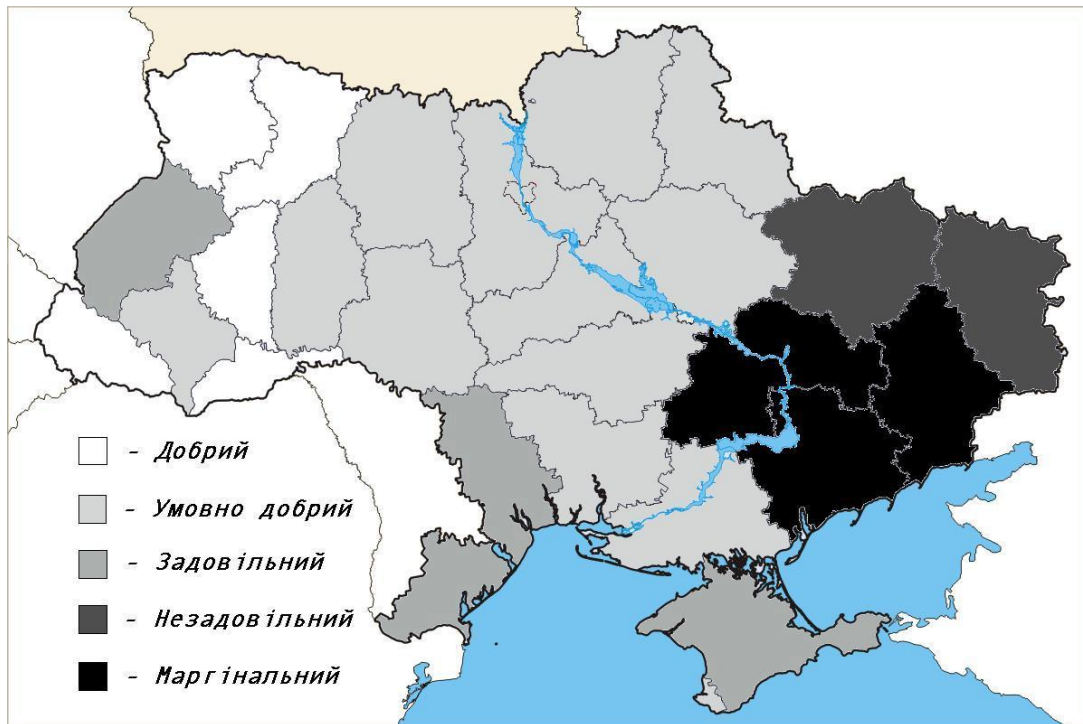 - Добрий
- Умовно добрий
- Задовільний
- Незадовільний
- Маргінальний